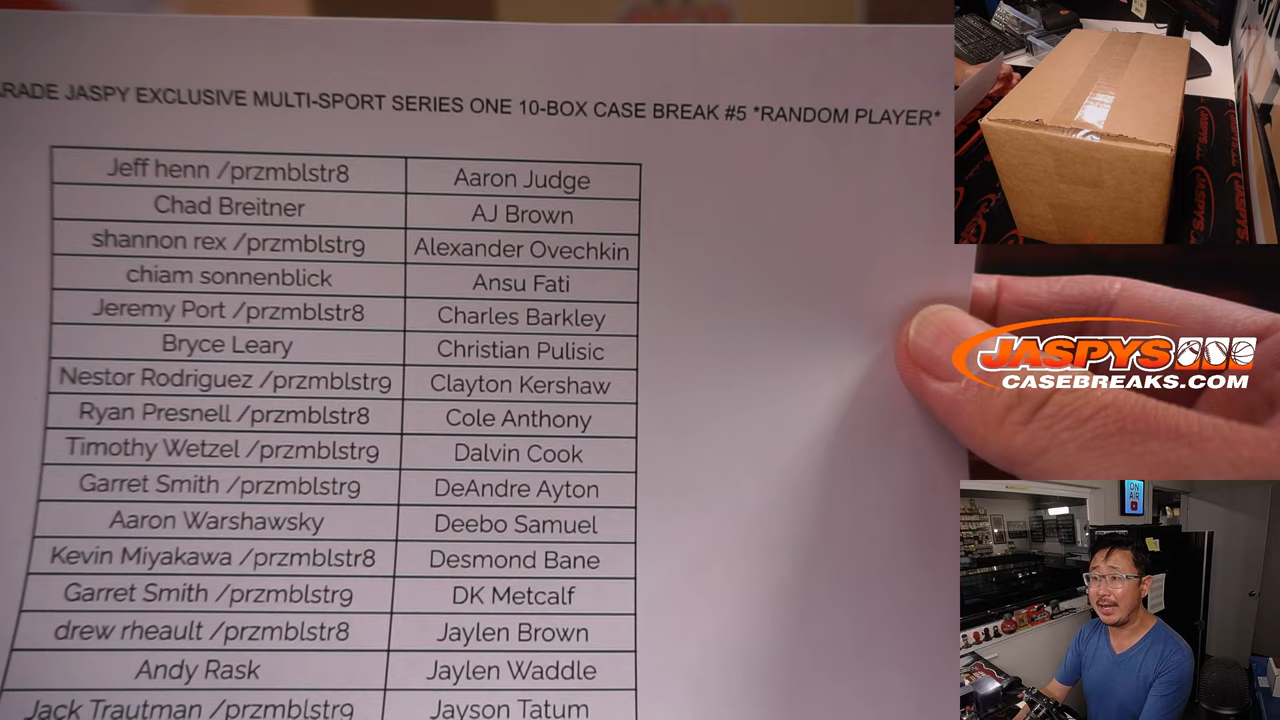 ARADE JASPY EXCLUSIVE MULTI-SPORT SERIES ONE 10-BOX CASE BREAK #5 *RANDOM PLAYER*
Jeff henn /przmblstr8 Aaron Judge
Chad Breitner AJ Brown
shannon rex /przmblstr9 Alexander Ovechkin
chiam sonnenblick Ansu Fati
Jeremy Port /przmblstr8 Charles Barkley
Bryce Leary Christian Pulisic
Nestor Rodriguez /przmblstr9 Clayton Kershaw
Ryan Presnell /przmblstr8 Cole Anthony
Timothy Wetzel /przmblstr9 Dalvin Cook
Garret Smith /przmblstr9 DeAndre Ayton
Aaron Warshawsky Deebo Samuel
Kevin Miyakawa /przmblstr8 Desmond Bane
Garret Smith /przmblstr9 DK Metcalf
drew rheault /przmblstr8 Jaylen Brown
Andy Rask Jaylen Waddle
Jack Trautman /przmblstr9 Jayson Tatum
JASPYS
CASEBREAKS.COM
ON
AIR